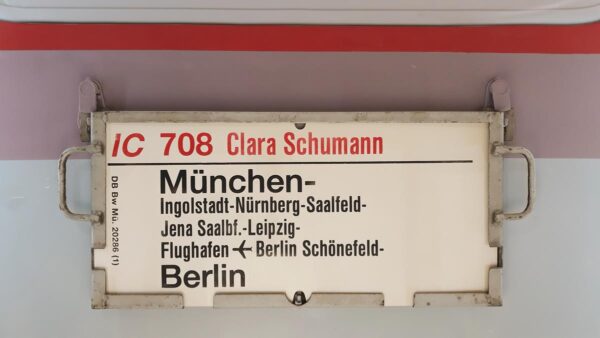 IC 708 Clara Schumann
München-
Ingolstadt-Nürnberg-Saalfeld-
Jena Saalbf.-Leipzig-
Flughafen ✈ Berlin Schönefeld-
Berlin
DB Bw Mü. 20286 (1)